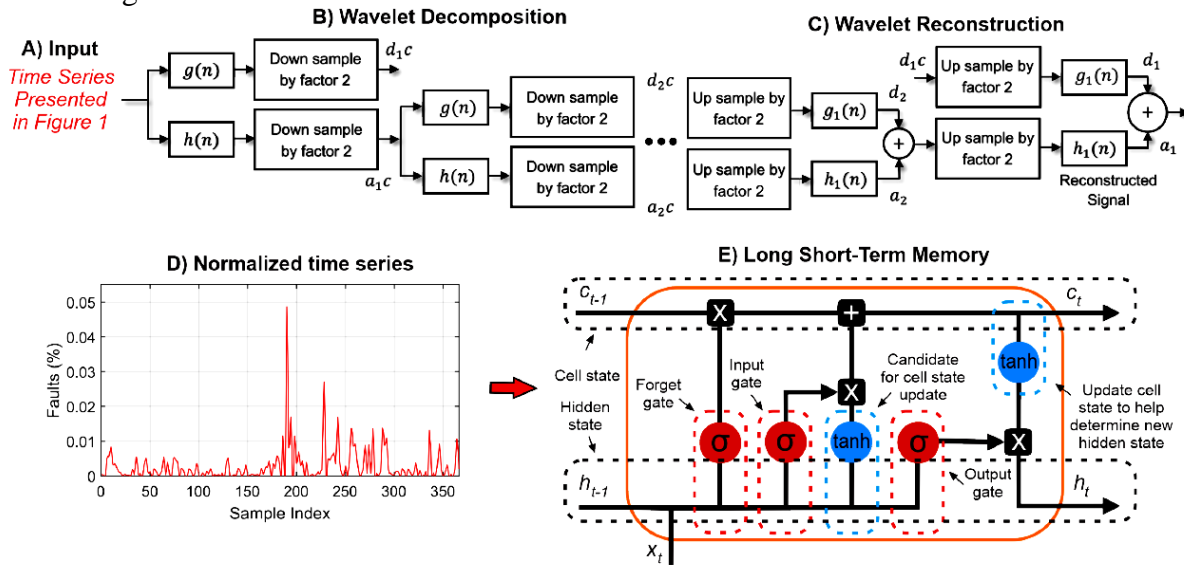 B) Wavelet Decomposition
C) Wavelet Reconstruction
A) Input
Time Series
Presented
in Figure 1
g(n)
Down sample
by factor 2
d₁c
h(n)
Down sample
by factor 2
a₁c
g(n)
Down sample
by factor 2
d₂c
h(n)
Down sample
by factor 2
a₂c
•••
Up sample by
factor 2
g₁(n)
d₂
Up sample by
factor 2
h₁(n)
a₂
+
d₁c
Up sample by
factor 2
g₁(n)
d₁
Up sample by
factor 2
h₁(n)
a₁
+
Reconstructed
Signal
D) Normalized time series
0.05
0.04
0.03
0.02
0.01
0
Faults (%)
0 50 100 150 200 250 300 350
Sample Index
E) Long Short-Term Memory
cₜ₋₁
cₜ
X
+
tanh
Cell state
Hidden
state
Forget
gate
Input
gate
X
Candidate
for cell state
update
Update cell
state to help
determine new
hidden state
σ
σ
tanh
σ
X
Output
gate
hₜ₋₁
hₜ
xₜ